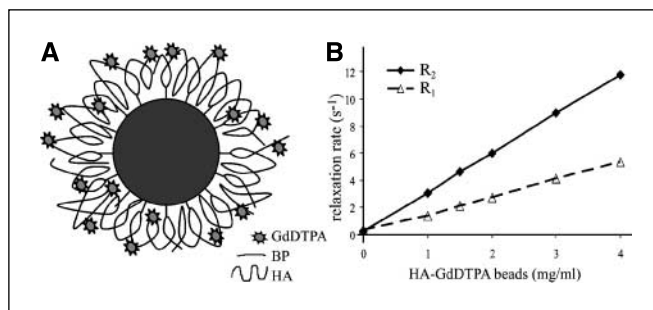 A
GdDTPA
BP
HA
B
R₂
R₁
relaxation rate (s⁻¹)
12
10
8
6
4
2
0
0 1 2 3 4
HA-GdDTPA beads (mg/ml)